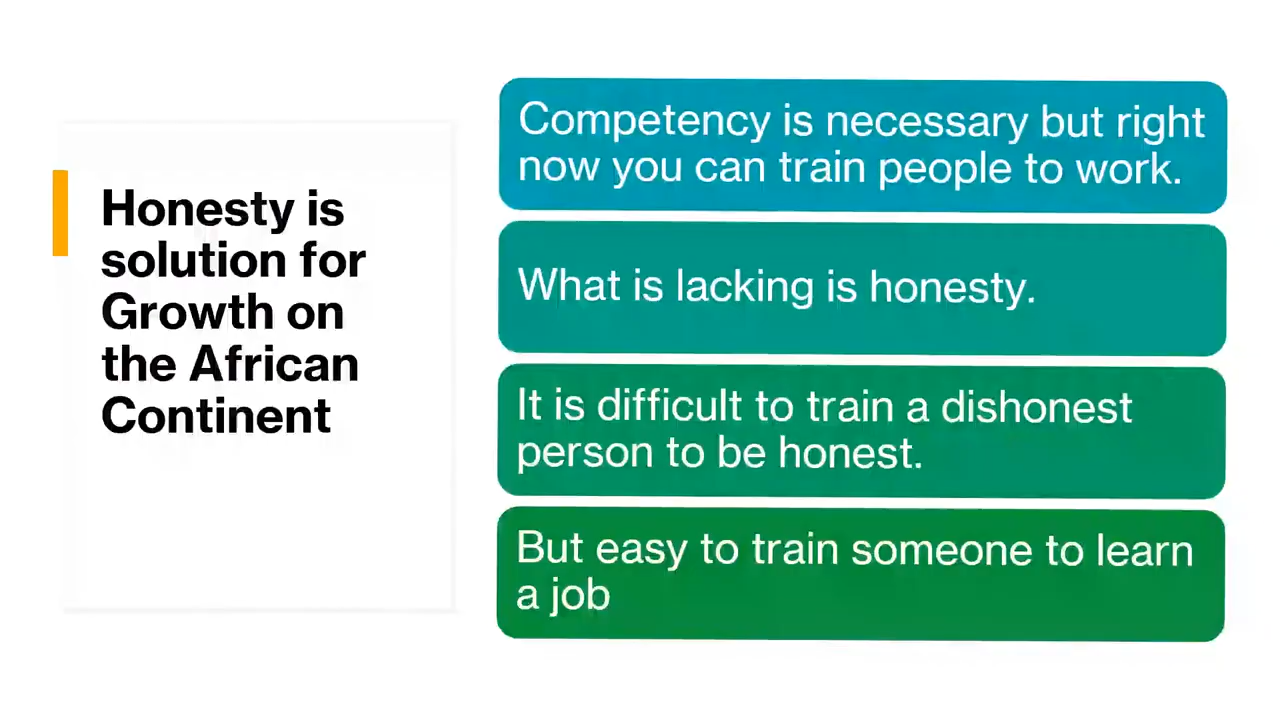 Honesty is
solution for
Growth on
the African
Continent
Competency is necessary but right
now you can train people to work.
What is lacking is honesty.
It is difficult to train a dishonest
person to be honest.
But easy to train someone to learn
a job